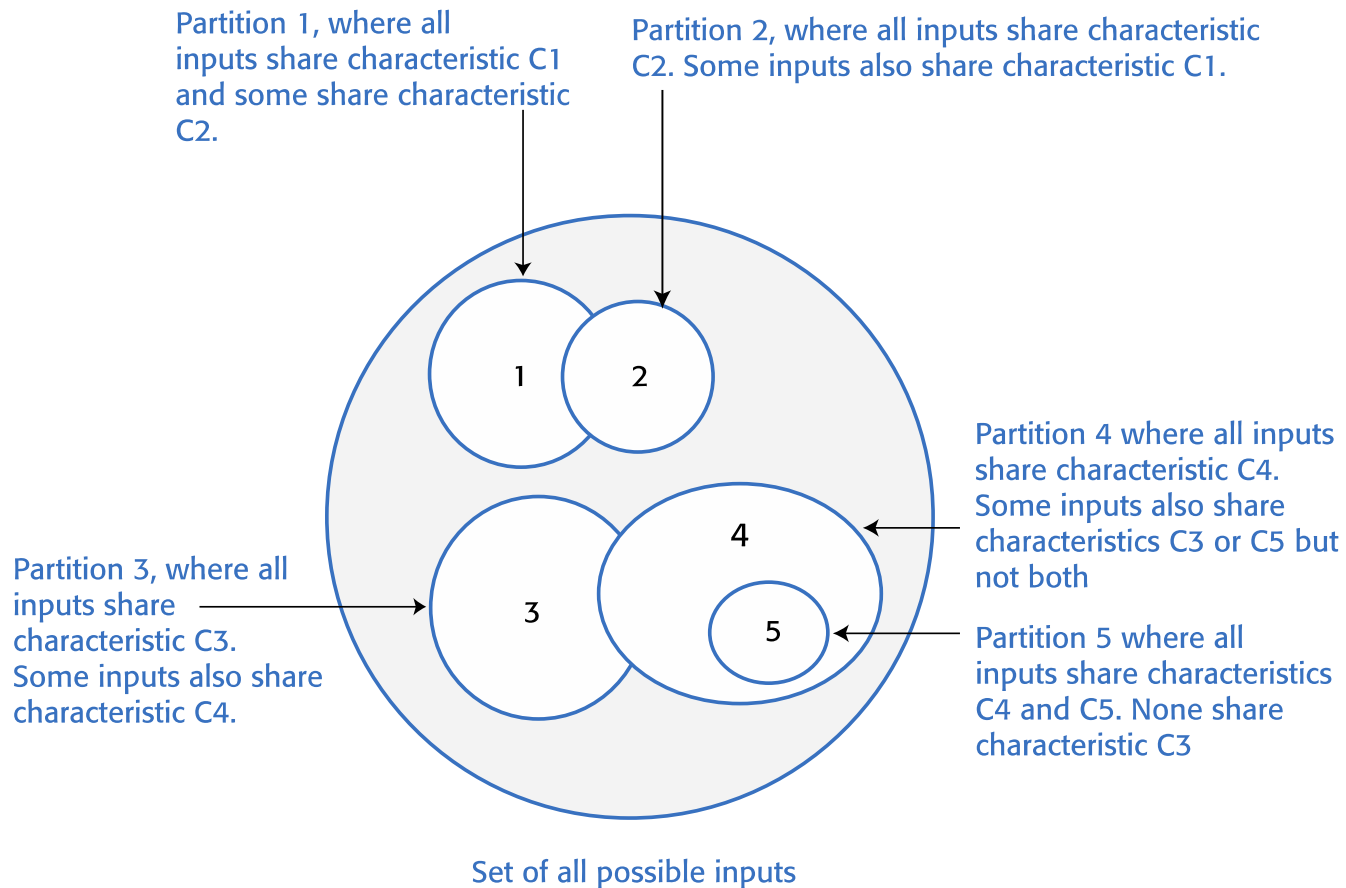 Partition 1, where all
inputs share characteristic C1
and some share characteristic
C2.
Partition 2, where all inputs share characteristic
C2. Some inputs also share characteristic C1.
1
2
Partition 4 where all inputs
share characteristic C4.
Some inputs also share
characteristics C3 or C5 but
not both
4
Partition 3, where all
inputs share
characteristic C3.
Some inputs also share
characteristic C4.
3
5
Partition 5 where all
inputs share characteristics
C4 and C5. None share
characteristic C3
Set of all possible inputs